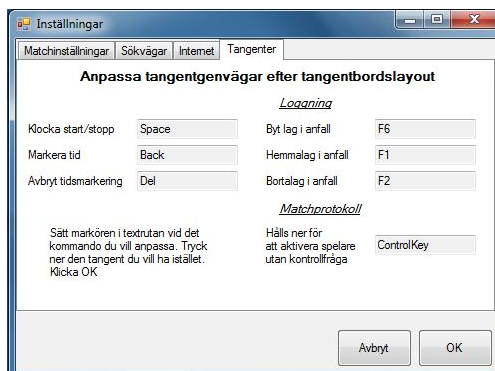 Inställningar
Matchinställningar Sökvägar Internet Tangenter
Anpassa tangentgenvägar efter tangentbordslayout
Loggning
Klocka start/stopp Space Byt lag i anfall F6
Markera tid Back Hemmalag i anfall F1
Avbryt tidsmarkering Del Bortalag i anfall F2
Matchprotokoll
Sätt markören i textrutan vid det
kommando du vill anpassa. Tryck
ner den tangent du vill ha istället.
Klicka OK
Hålls ner för
att aktivera spelare
utan kontrollfråga
ControlKey
Avbryt OK